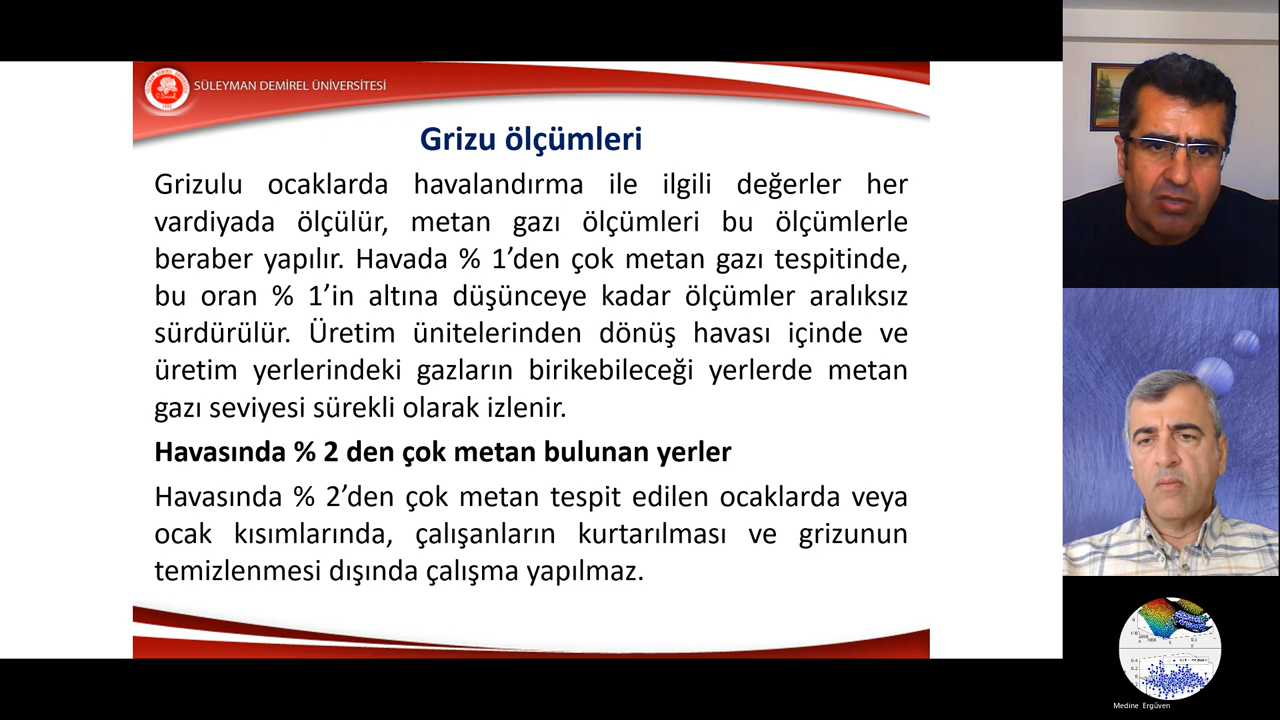 SÜLEYMAN DEMİREL ÜNİVERSİTESİ
Grizu ölçümleri
Grizulu ocaklarda havalandırma ile ilgili değerler her
vardiyada ölçülür, metan gazı ölçümleri bu ölçümlerle
beraber yapılır. Havada % 1’den çok metan gazı tespitinde,
bu oran % 1’in altına düşünceye kadar ölçümler aralıksız
sürdürülür. Üretim ünitelerinden dönüş havası içinde ve
üretim yerlerindeki gazların birikebileceği yerlerde metan
gazı seviyesi sürekli olarak izlenir.
Havasında % 2 den çok metan bulunan yerler
Havasında % 2’den çok metan tespit edilen ocaklarda veya
ocak kısımlarında, çalışanların kurtarılması ve grizunun
temizlenmesi dışında çalışma yapılmaz.
Medine Ergüven